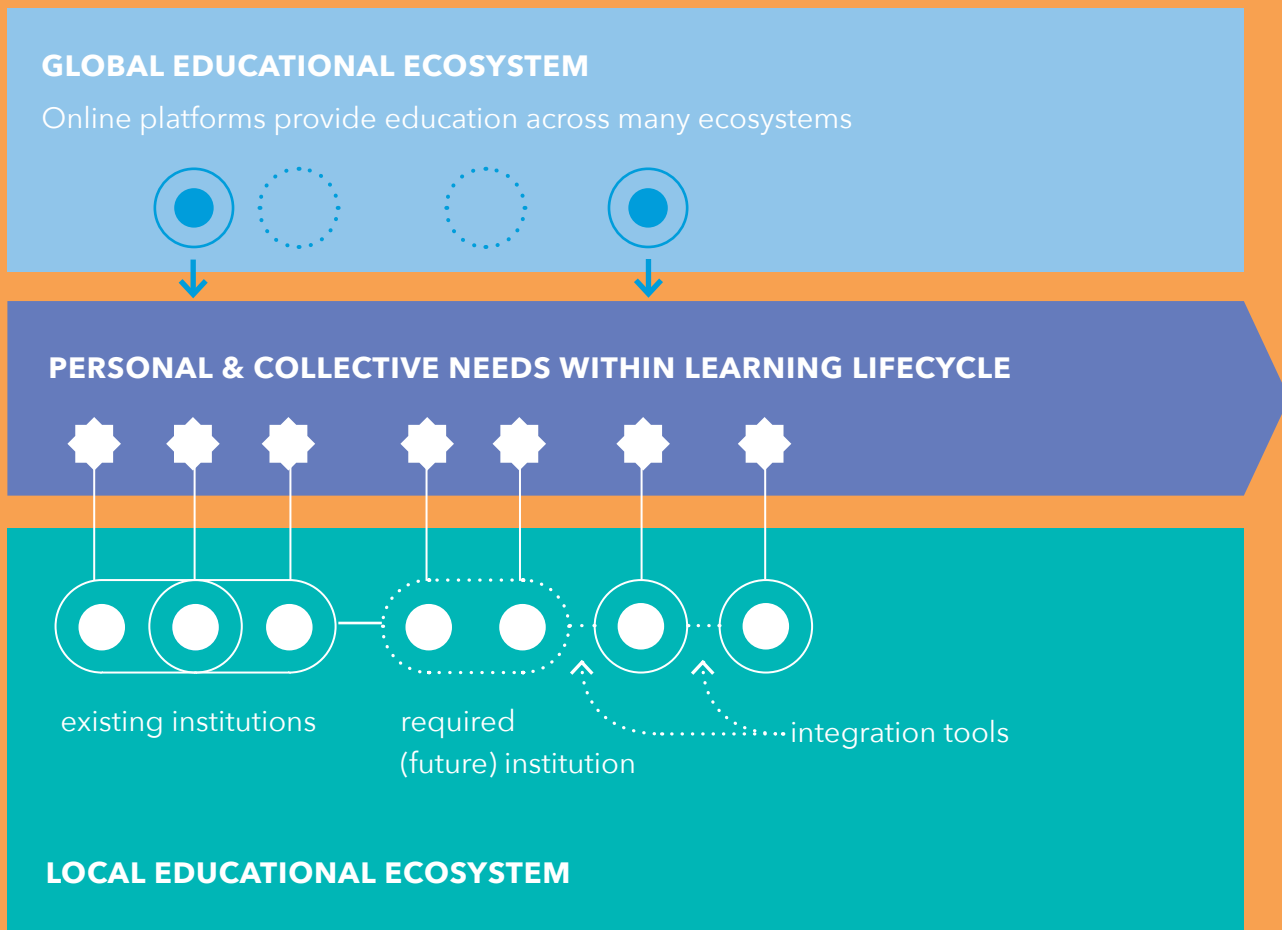 GLOBAL EDUCATIONAL ECOSYSTEM
Online platforms provide education across many ecosystems
PERSONAL & COLLECTIVE NEEDS WITHIN LEARNING LIFECYCLE
existing institutions
required
(future) institution
integration tools
LOCAL EDUCATIONAL ECOSYSTEM